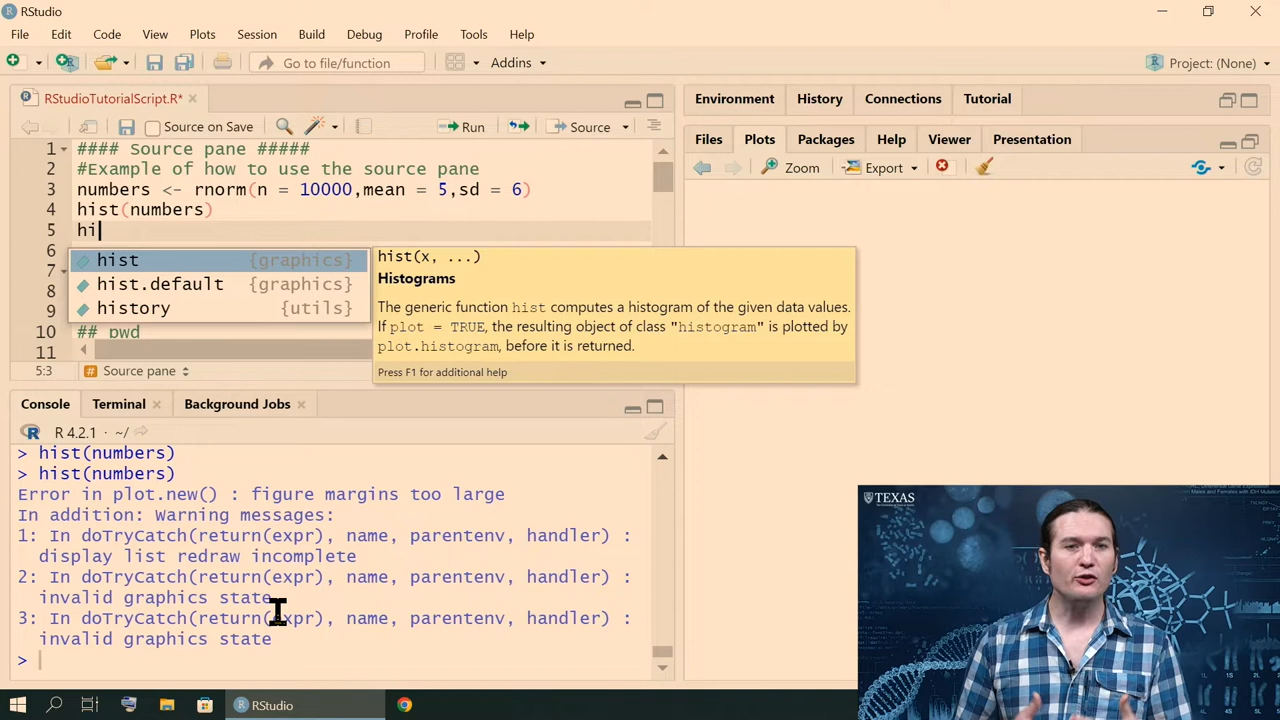 RStudio
File Edit Code View Plots Session Build Debug Profile Tools Help
Go to file/function Addins Project: (None)
RStudioTutorialScript.R*
Source on Save Run Source
1 #### Source pane #####
2 #Example of how to use the source pane
3 numbers <- rnorm(n = 10000,mean = 5,sd = 6)
4 hist(numbers)
5 hi
6
7
8
9
10 ## pwd
11
hist {graphics}
hist.default {graphics}
history {utils}
hist(x, ...)
Histograms
The generic function hist computes a histogram of the given data values.
If plot = TRUE, the resulting object of class "histogram" is plotted by
plot.histogram, before it is returned.
Press F1 for additional help
5:3 # Source pane
Console Terminal Background Jobs
R R 4.2.1 · ~/
> hist(numbers)
> hist(numbers)
Error in plot.new() : figure margins too large
In addition: Warning messages:
1: In doTryCatch(return(expr), name, parentenv, handler) :
display list redraw incomplete
2: In doTryCatch(return(expr), name, parentenv, handler) :
invalid graphics state
3: In doTryCatch(return(expr), name, parentenv, handler) :
invalid graphics state
>
Environment History Connections Tutorial
Files Plots Packages Help Viewer Presentation
Zoom Export
TEXAS
RStudio